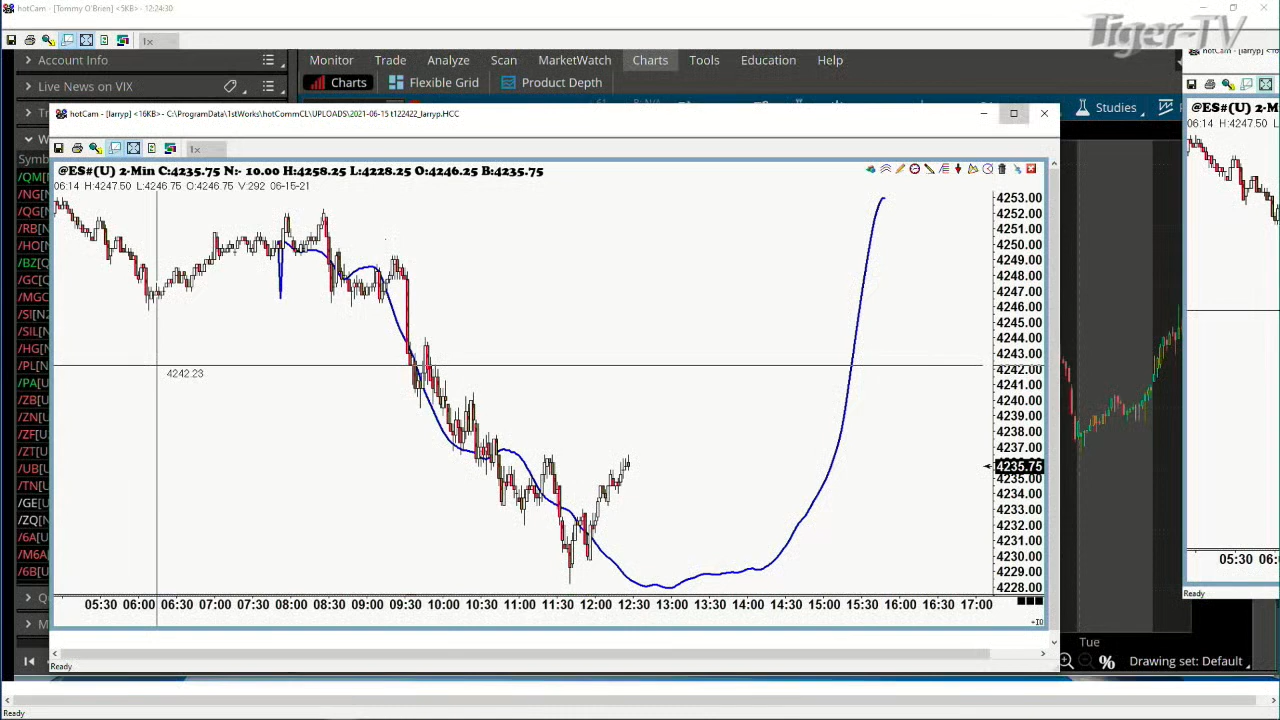 hotCam - [Tommy O'Brien] <5KB> - 12:24:30
Tiger-TV
1x
Account Info
Monitor Trade Analyze Scan MarketWatch Charts Tools Education Help
Live News on VIX
Charts Flexible Grid Product Depth
Studies
hotCam - [larryp] <16KB>- C:\ProgramData\1stWorks\hotCommCL\UPLOADS\2021-06-15 t122422_larryp.HCC
1x
@ES#(U) 2-Min C:4235.75 N:- 10.00 H:4258.25 L:4228.25 O:4246.25 B:4235.75
06:14 H:4247.50 L:4246.75 O:4246.75 V:292 06-15-21
Symb
/QM[
/NG[
/QG[
/RB[
/HO[
/BZ[
/GC[
/MGC
/SI[N
/SIL[
/HG[
/PL[N
/PA[U
/ZB[U
/ZN[U
/ZF[U
/ZT[U
/UB[U
/TN[U
/GE[U
/ZQ[N
/6A[U
/M6A
/6B[U
4242.23
4253.00
4252.00
4251.00
4250.00
4249.00
4248.00
4247.00
4246.00
4245.00
4244.00
4243.00
4242.00
4241.00
4240.00
4239.00
4238.00
4237.00
4235.75
4235.00
4234.00
4233.00
4232.00
4231.00
4230.00
4229.00
4228.00
05:30 06:00 06:30 07:00 07:30 08:00 08:30 09:00 09:30 10:00 10:30 11:00 11:30 12:00 12:30 13:00 13:30 14:00 14:30 15:00 15:30 16:00 16:30 17:00
Ready
hotCam - [larryp] <16K
@ES#(U) 2-M
06:14 H:4247.50 L
05:30 06:
Ready
Tue
% Drawing set: Default
Ready